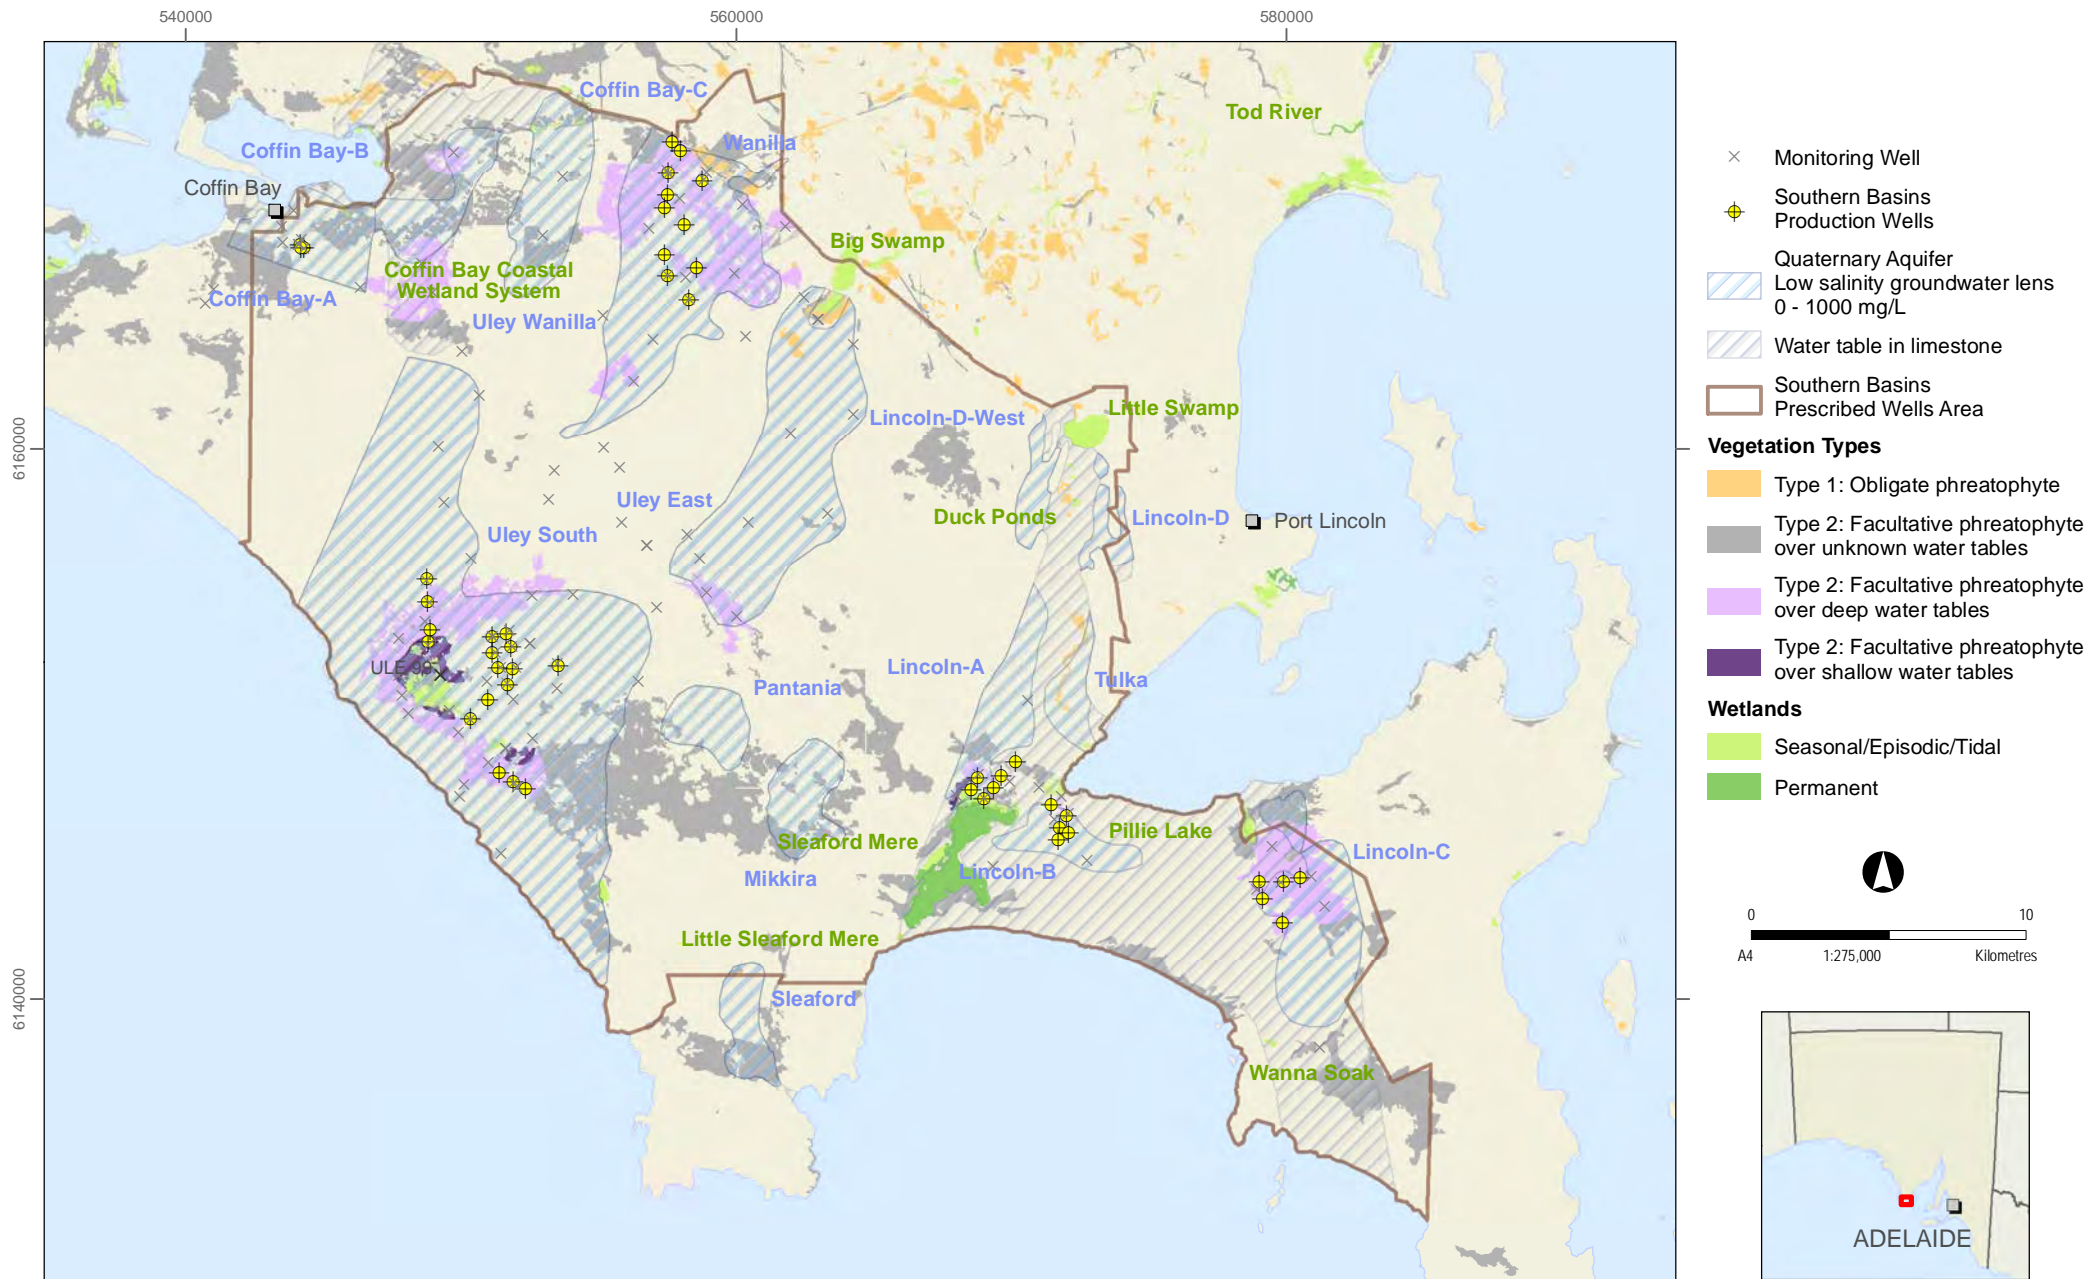 540000
560000
580000
6160000
6140000
Coffin Bay-C
Tod River
Wanilla
Coffin Bay-B
Coffin Bay
Big Swamp
Coffin Bay Coastal
Wetland System
Coffin Bay-A
Uley Wanilla
Little Swamp
Lincoln-D-West
Uley East
Duck Ponds
Lincoln-D
Port Lincoln
Uley South
ULE 99
Lincoln-A
Pantania
Tulka
Pillie Lake
Sleaford Mere
Lincoln-C
Lincoln-B
Mikkira
Little Sleaford Mere
Sleaford
Wanna Soak
Monitoring Well
Southern Basins
Production Wells
Quaternary Aquifer
Low salinity groundwater lens
0 - 1000 mg/L
Water table in limestone
Southern Basins
Prescribed Wells Area
Vegetation Types
Type 1: Obligate phreatophyte
Type 2: Facultative phreatophyte
over unknown water tables
Type 2: Facultative phreatophyte
over deep water tables
Type 2: Facultative phreatophyte
over shallow water tables
Wetlands
Seasonal/Episodic/Tidal
Permanent
0 10
A4 1:275,000 Kilometres
ADELAIDE